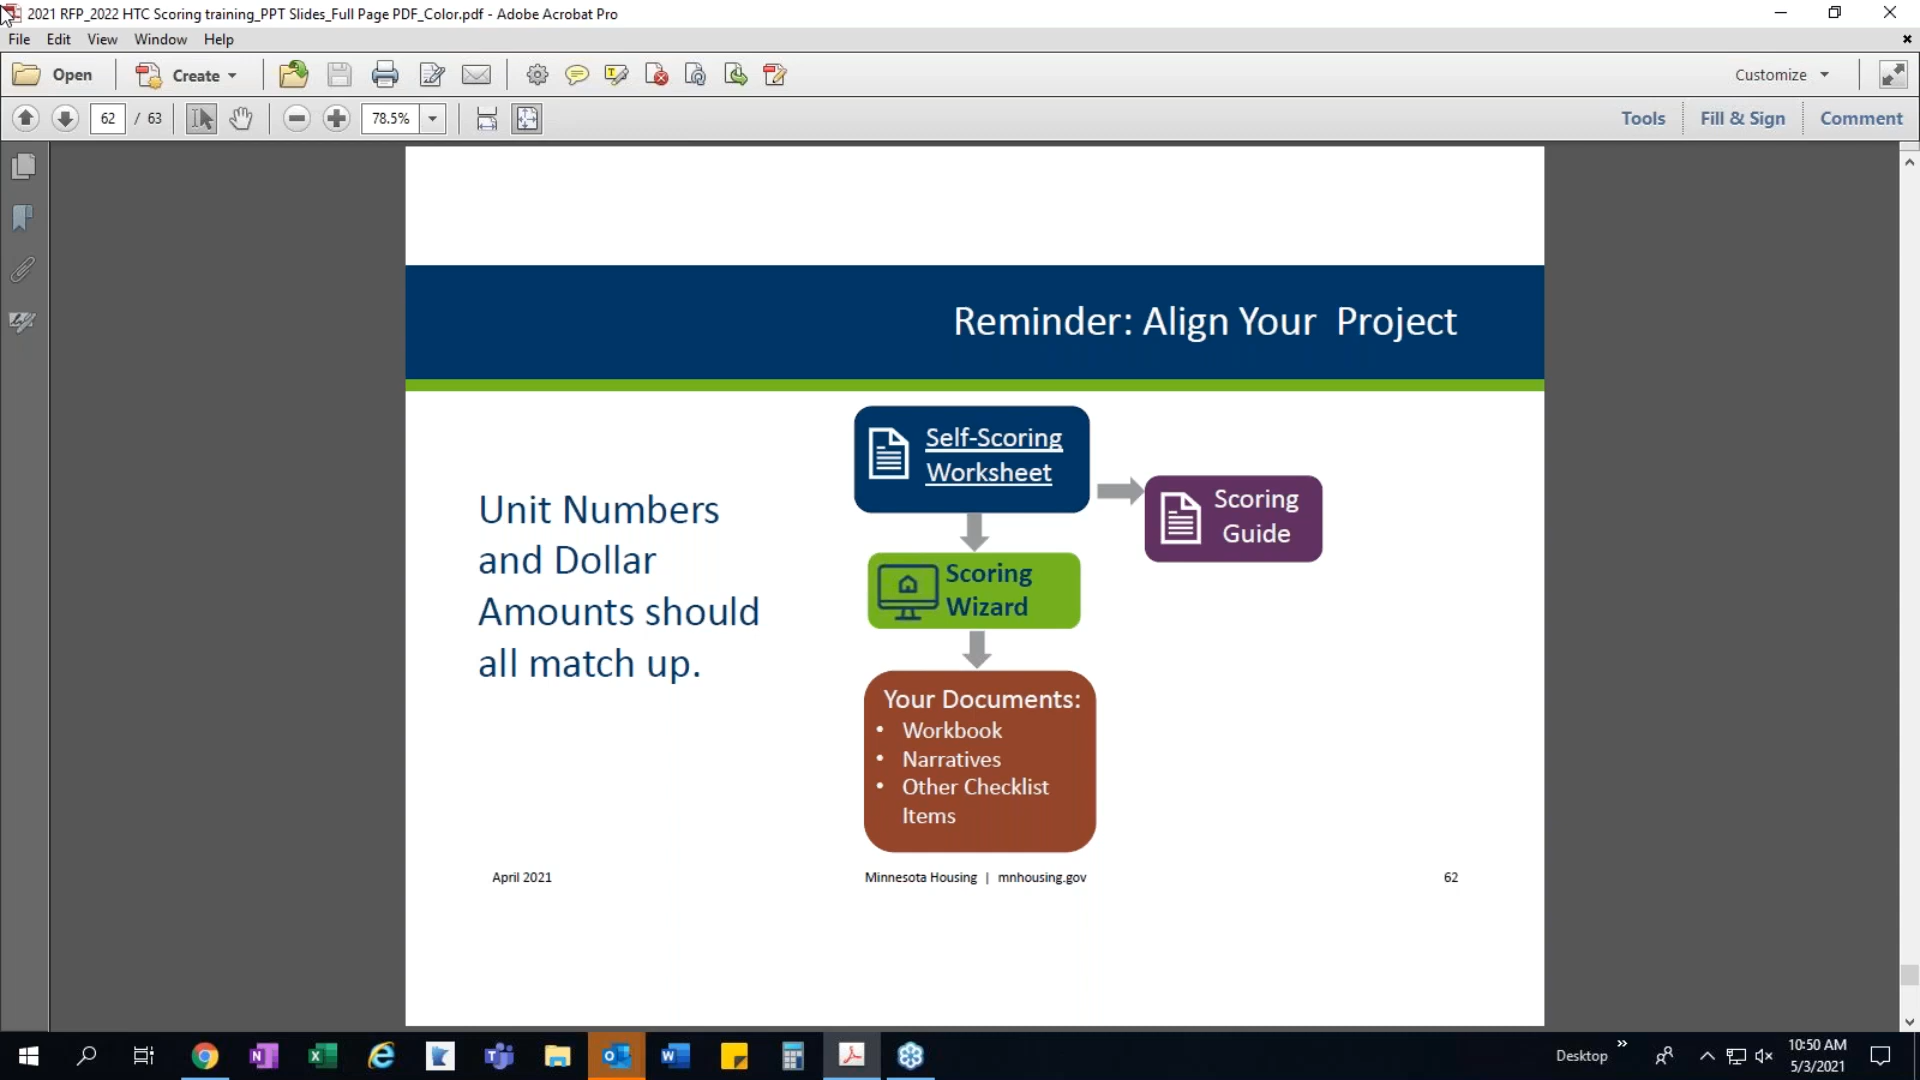 2021 RFP_2022 HTC Scoring training_PPT Slides_Full Page PDF_Color.pdf - Adobe Acrobat Pro
File Edit View Window Help
Open Create Customize
62 / 63 78.5% Tools Fill & Sign Comment
Reminder: Align Your  Project
Self-Scoring
Worksheet
Scoring
Guide
Unit Numbers
and Dollar
Amounts should
all match up.
Scoring
Wizard
Your Documents:
• Workbook
• Narratives
• Other Checklist
Items
April 2021 Minnesota Housing | mnhousing.gov 62
Desktop
10:50 AM
5/3/2021